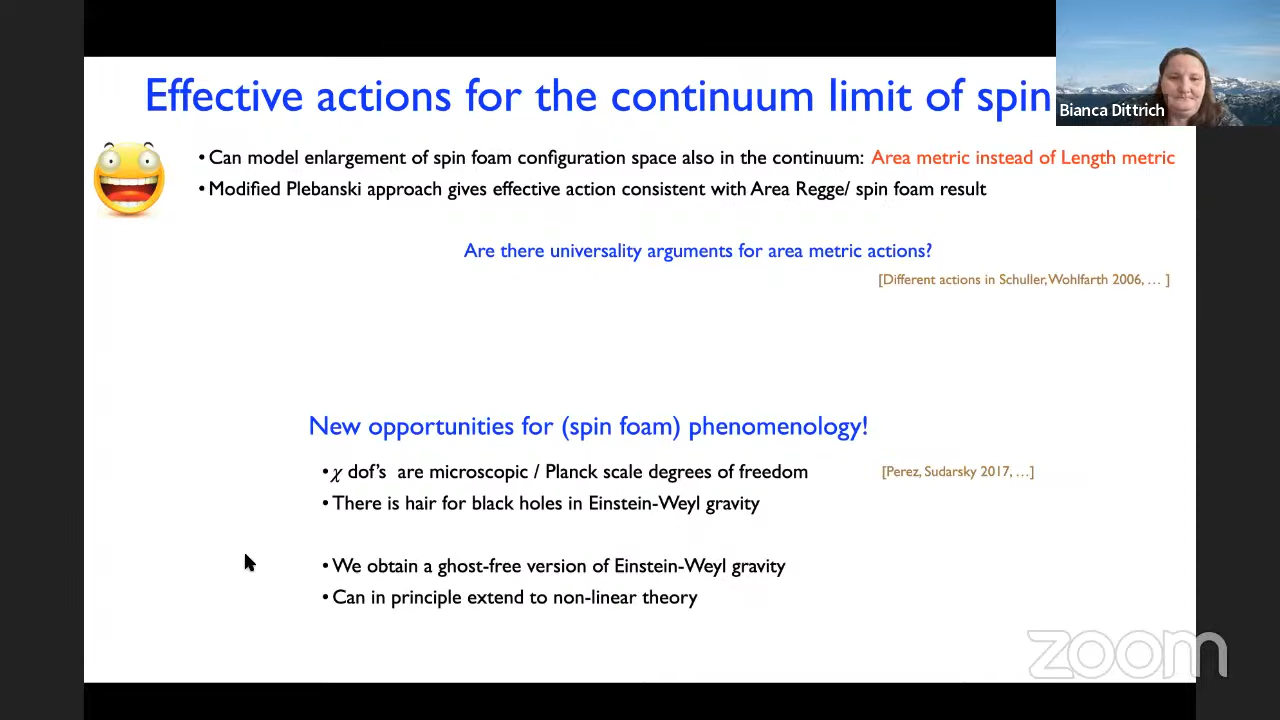 Effective actions for the continuum limit of spin
Bianca Dittrich
• Can model enlargement of spin foam configuration space also in the continuum: Area metric instead of Length metric
• Modified Plebanski approach gives effective action consistent with Area Regge/ spin foam result
Are there universality arguments for area metric actions?
[Different actions in Schuller, Wohlfarth 2006, … ]
New opportunities for (spin foam) phenomenology!
• χ dof's are microscopic / Planck scale degrees of freedom [Perez, Sudarsky 2017, …]
• There is hair for black holes in Einstein-Weyl gravity
• We obtain a ghost-free version of Einstein-Weyl gravity
• Can in principle extend to non-linear theory
zoom